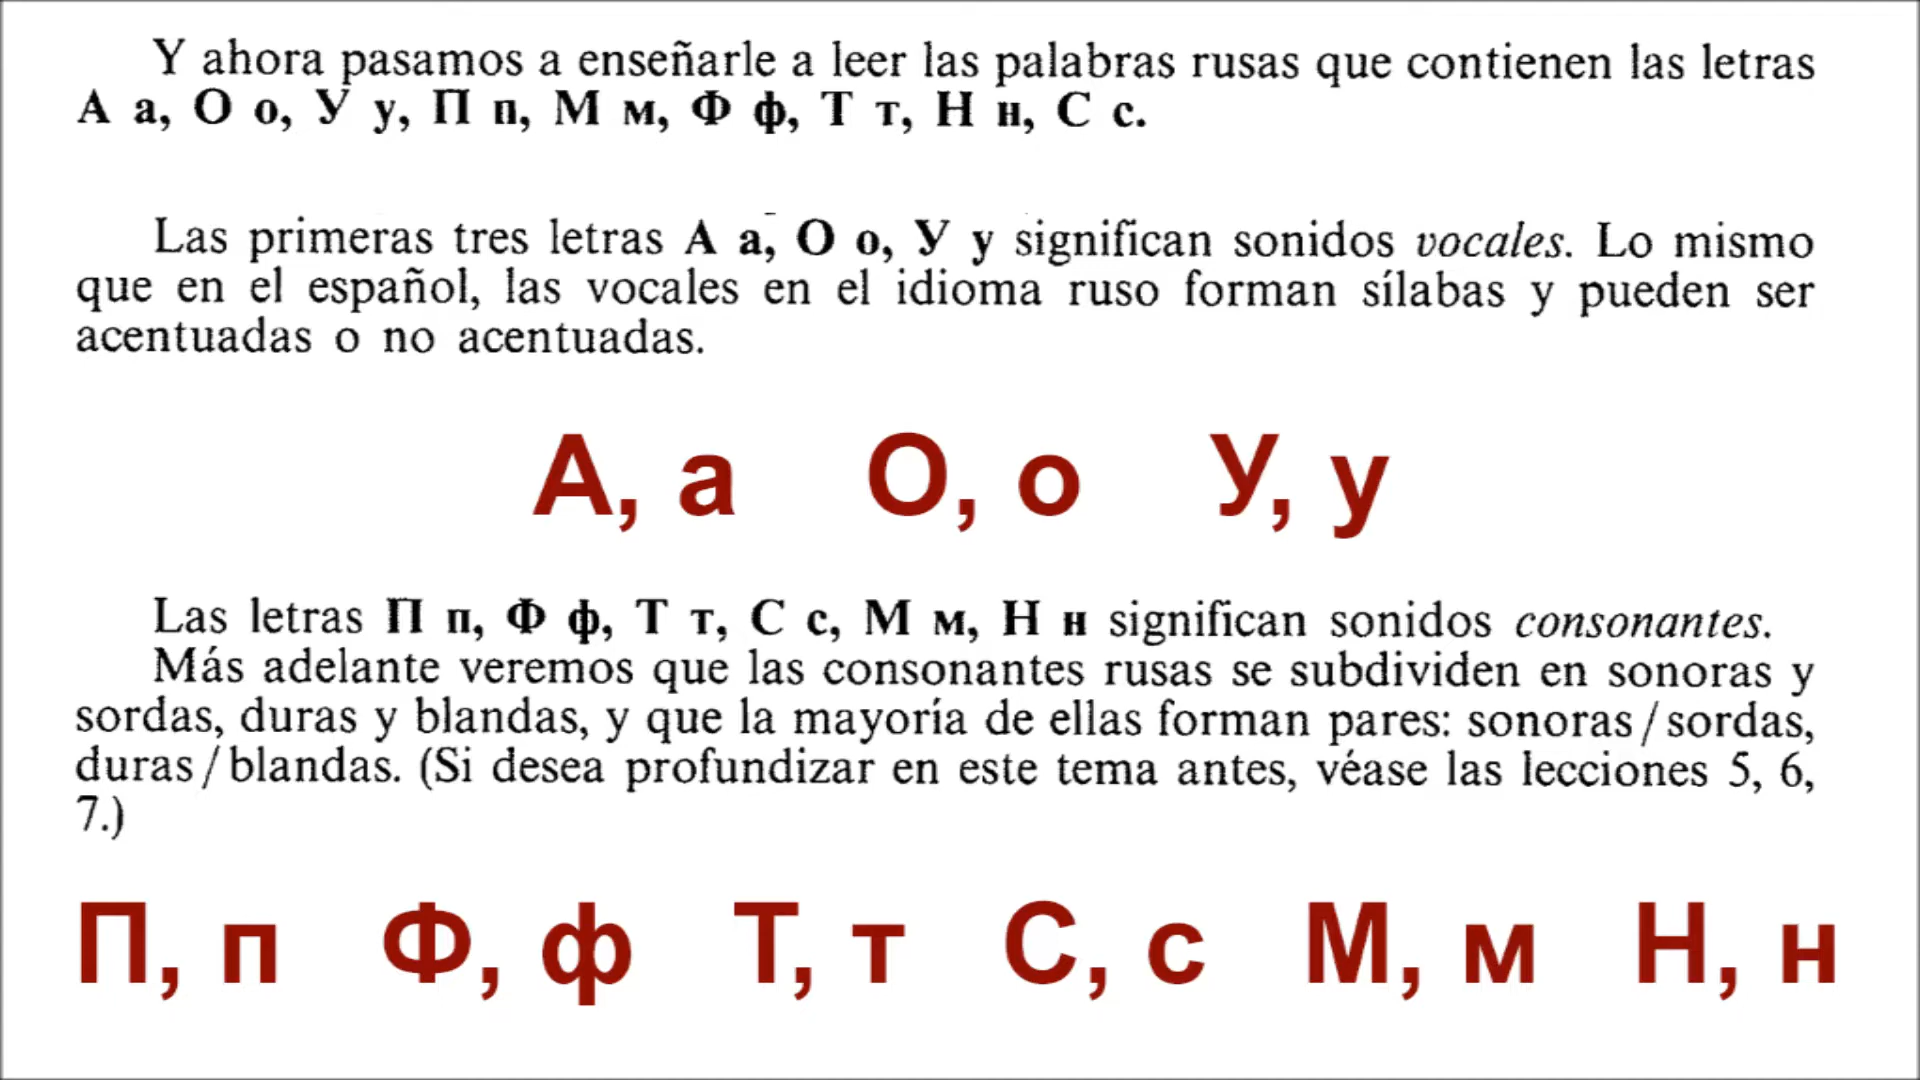 Y ahora pasamos a enseñarle a leer las palabras rusas que contienen las letras
А а, О о, У у, П п, М м, Ф ф, Т т, Н н, С с.
Las primeras tres letras А а, О о, У у significan sonidos vocales. Lo mismo
que en el español, las vocales en el idioma ruso forman sílabas y pueden ser
acentuadas o no acentuadas.
А, а О, о У, у
Las letras П п, Ф ф, Т т, С с, М м, Н н significan sonidos consonantes.
Más adelante veremos que las consonantes rusas se subdividen en sonoras y
sordas, duras y blandas, y que la mayoría de ellas forman pares: sonoras / sordas,
duras / blandas. (Si desea profundizar en este tema antes, véase las lecciones 5, 6,
7.)
П, п Ф, ф Т, т С, с М, м Н, н